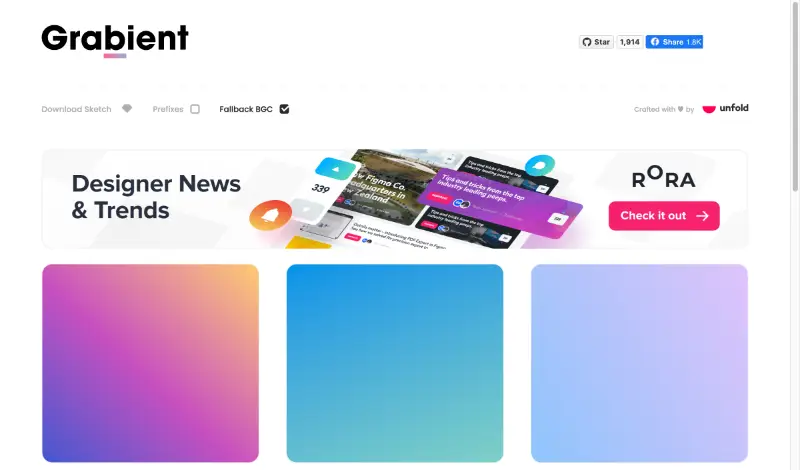 Grabient
Star
1,914
Share 1.8K
Download Sketch
Prefixes
Fallback BGC
Crafted with
by
unfold
Designer News
& Trends
339
Tips and tricks from the top
industry leading peeps.
RORA
Check it out